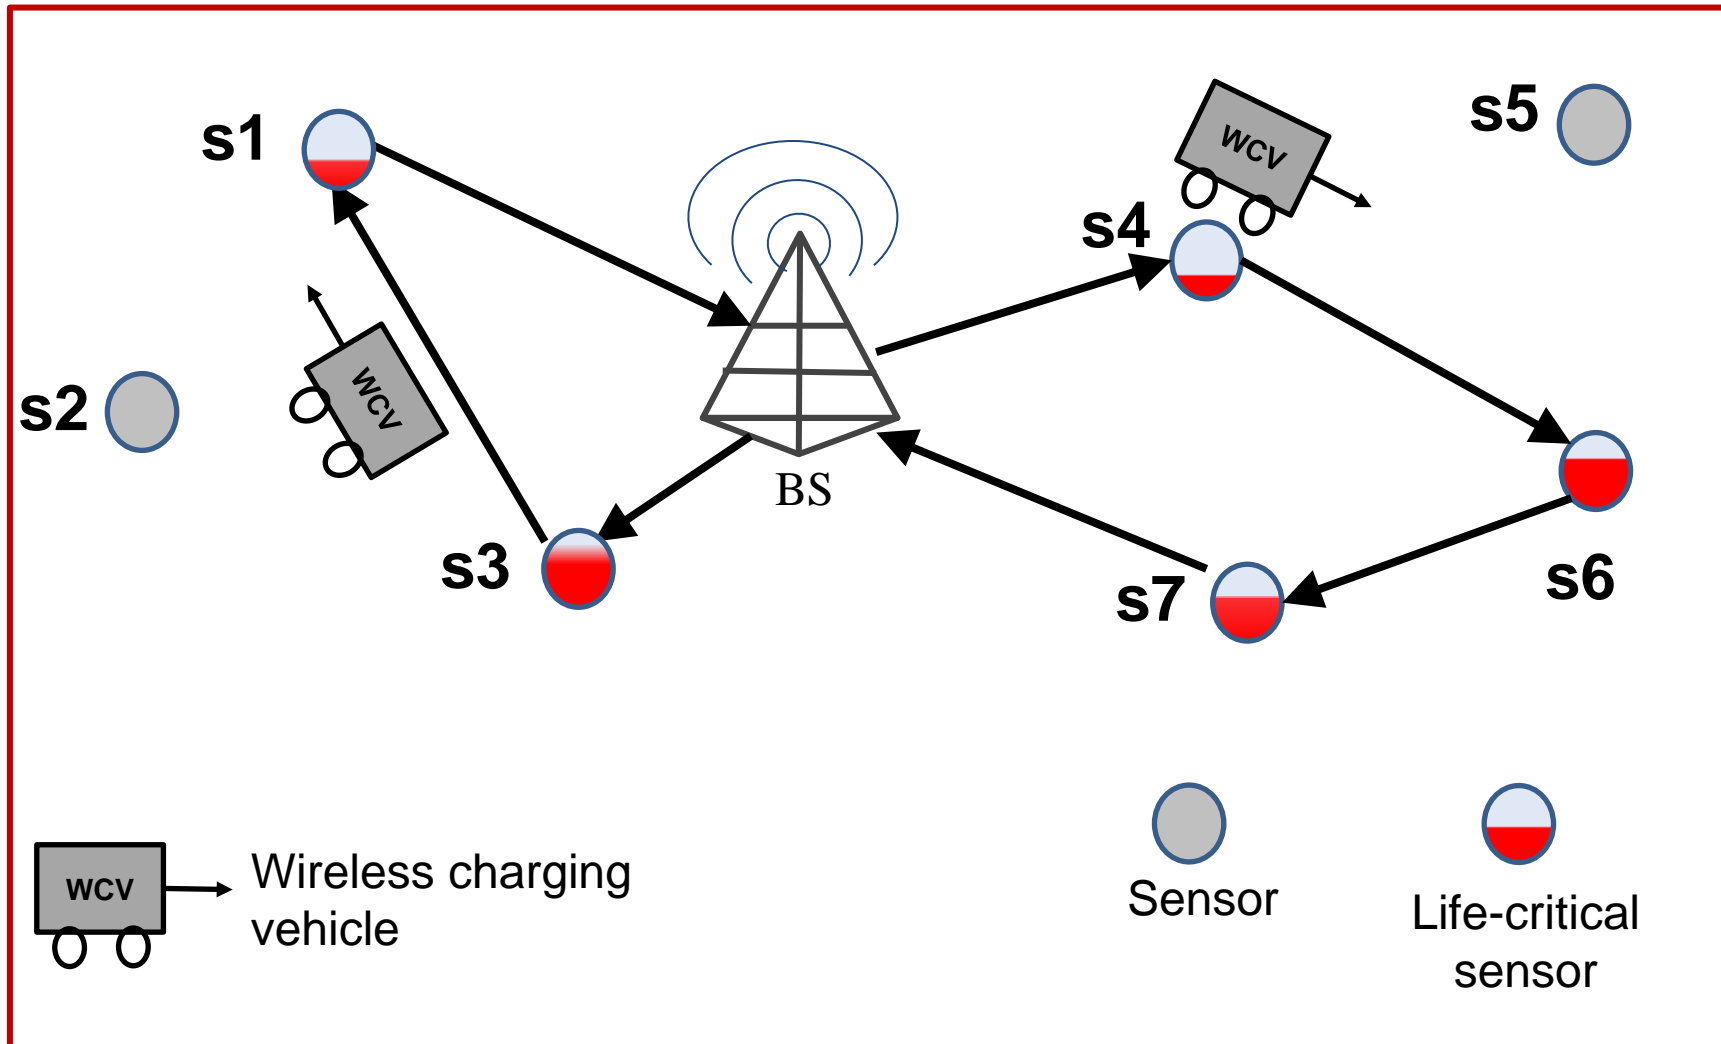 s1
s5
WCV
s4
s2
WCV
BS
s3
s7
s6
WCV
Wireless charging
vehicle
Sensor
Life-critical
sensor